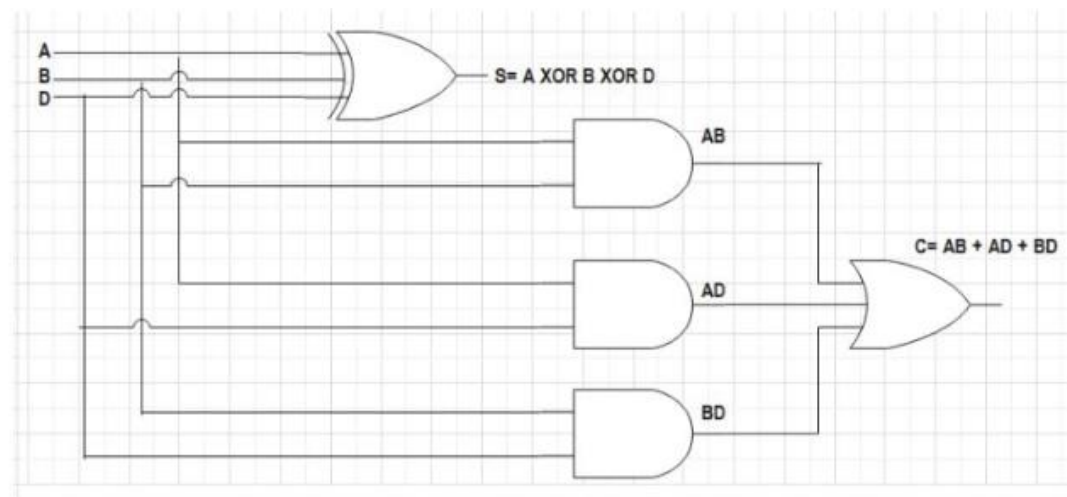 A
B
D
S= A XOR B XOR D
AB
C= AB + AD + BD
AD
BD